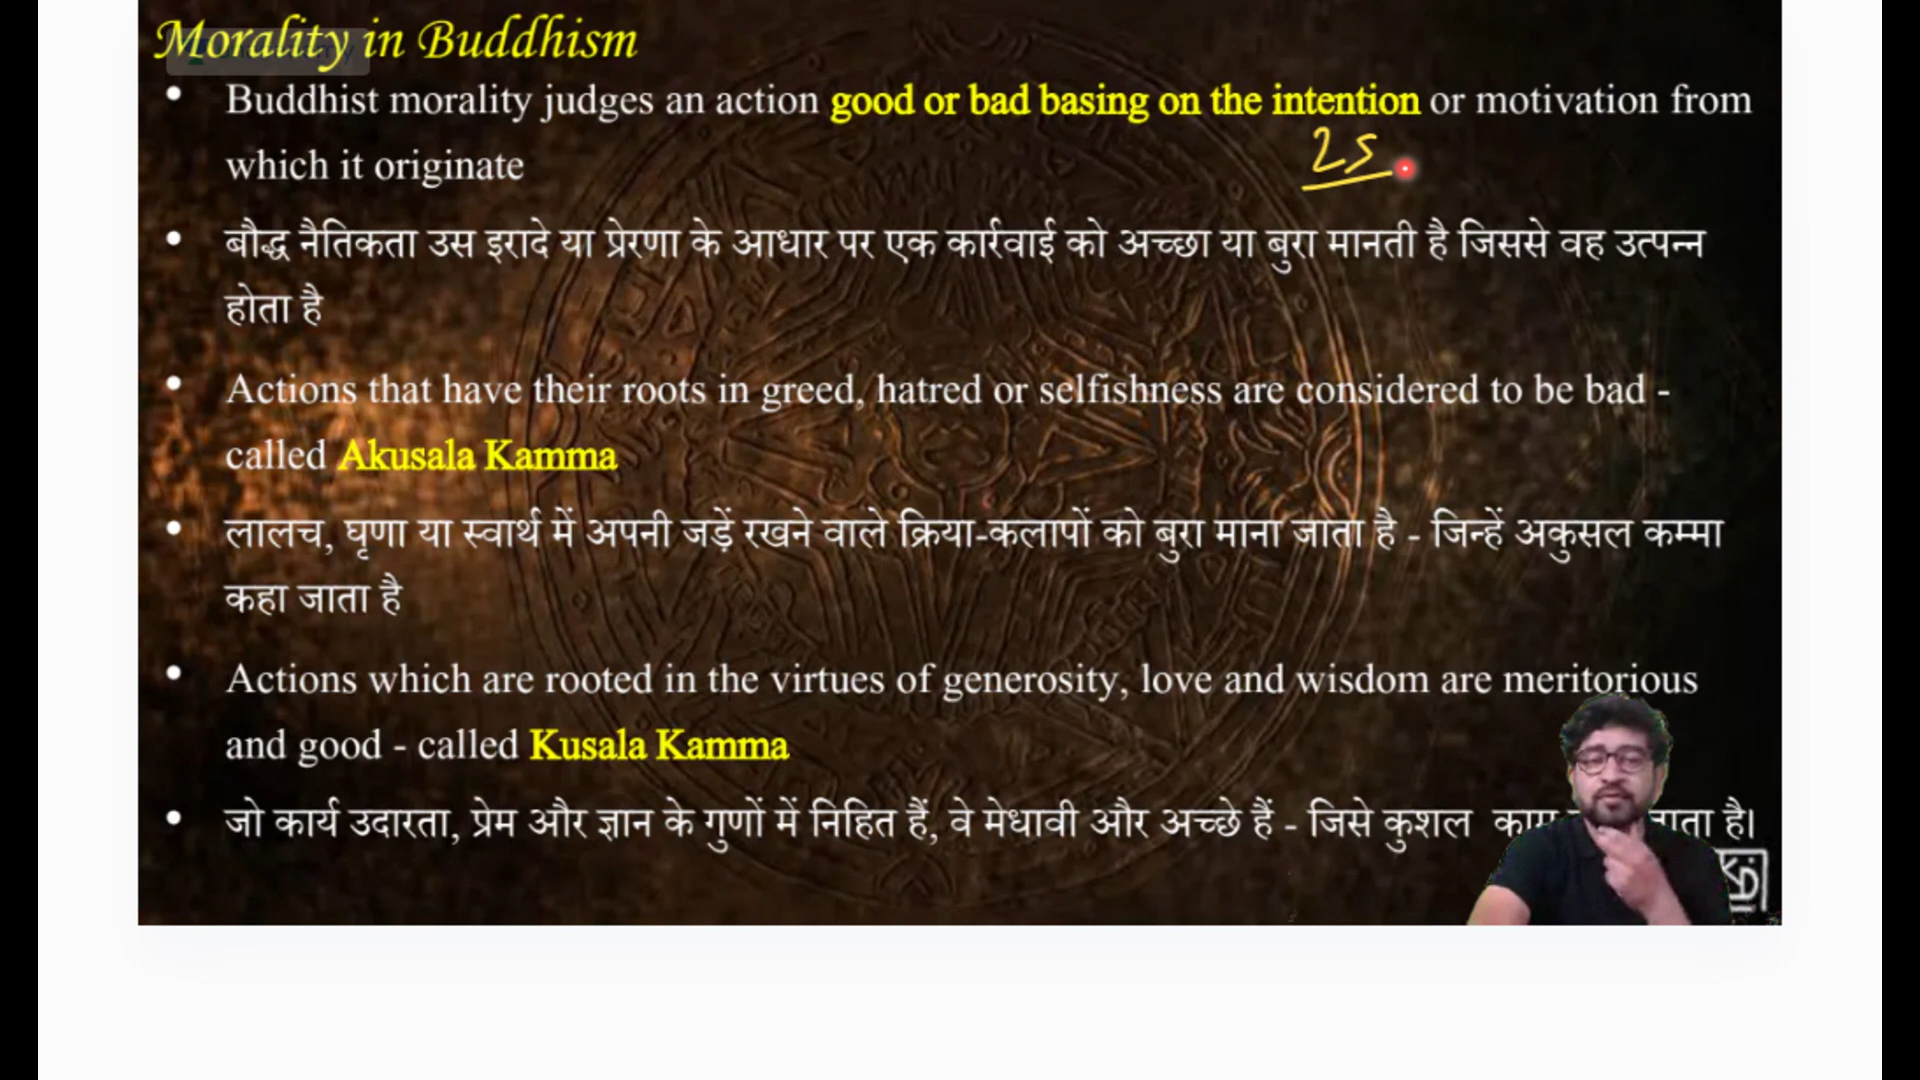 Morality in Buddhism
• Buddhist morality judges an action good or bad basing on the intention or motivation from
which it originate
25
• बौद्ध नैतिकता उस इरादे या प्रेरणा के आधार पर एक कार्रवाई को अच्छा या बुरा मानती है जिससे वह उत्पन्न
होता है
• Actions that have their roots in greed, hatred or selfishness are considered to be bad -
called Akusala Kamma
• लालच, घृणा या स्वार्थ में अपनी जड़ें रखने वाले क्रिया-कलापों को बुरा माना जाता है - जिन्हें अकुसल कम्मा
कहा जाता है
• Actions which are rooted in the virtues of generosity, love and wisdom are meritorious
and good - called Kusala Kamma
• जो कार्य उदारता, प्रेम और ज्ञान के गुणों में निहित हैं, वे मेधावी और अच्छे हैं - जिसे कुशल है।